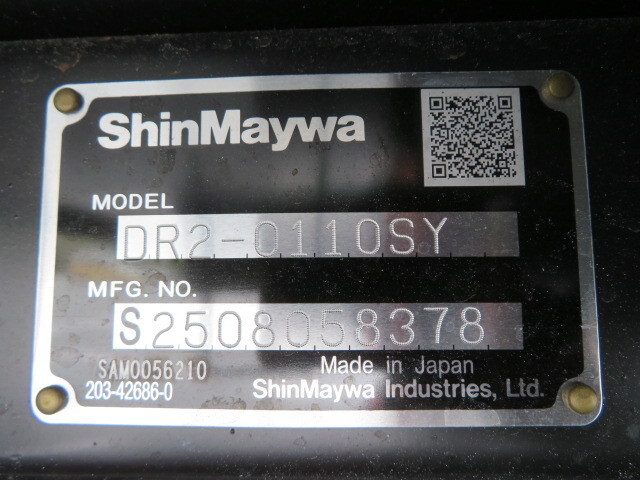 ShinMaywa
MODEL
DR2-0110SY
MFG. NO.
S2508058378
SAM0056210
203-42686-0
Made in Japan
ShinMaywa Industries, Ltd.